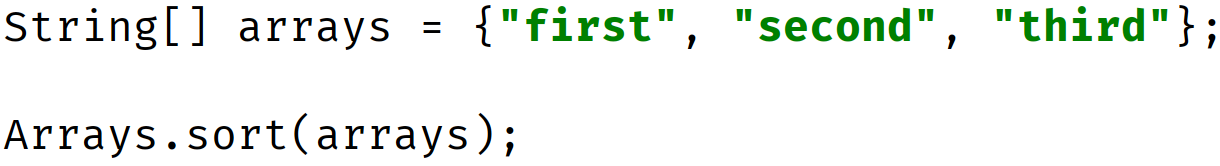 String[] arrays = {"first", "second", "third"};
Arrays.sort(arrays);